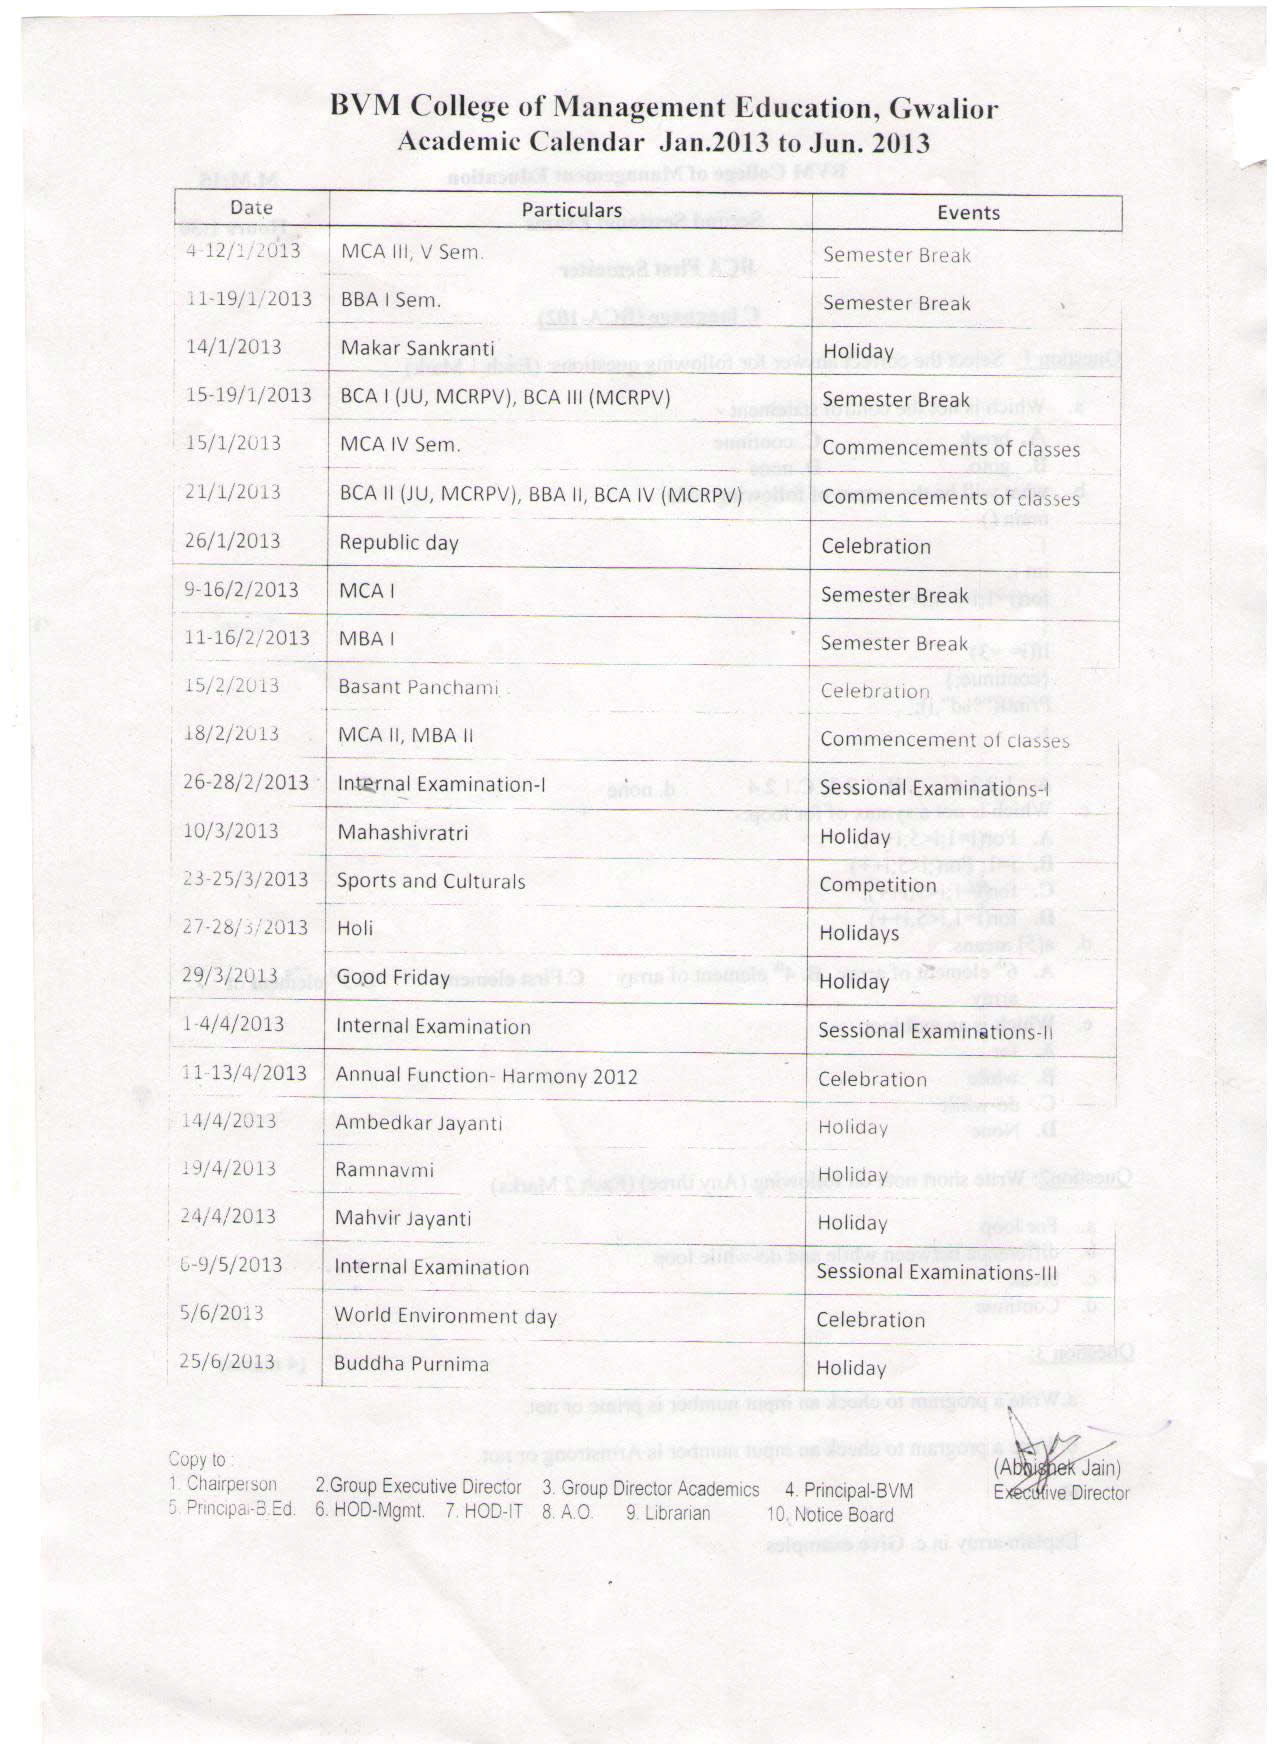 BVM College of Management Education, Gwalior
Academic Calendar Jan.2013 to Jun. 2013
Date Particulars Events
4-12/1/2013 MCA III, V Sem. Semester Break
11-19/1/2013 BBA I Sem. Semester Break
14/1/2013 Makar Sankranti Holiday
15-19/1/2013 BCA I (JU, MCRPV), BCA III (MCRPV) Semester Break
15/1/2013 MCA IV Sem. Commencements of classes
21/1/2013 BCA II (JU, MCRPV), BBA II, BCA IV (MCRPV) Commencements of classes
26/1/2013 Republic day Celebration
9-16/2/2013 MCA I Semester Break
11-16/2/2013 MBA I Semester Break
15/2/2013 Basant Panchami Celebration
18/2/2013 MCA II, MBA II Commencement of classes
26-28/2/2013 Internal Examination-I Sessional Examinations-I
10/3/2013 Mahashivratri Holiday
23-25/3/2013 Sports and Culturals Competition
27-28/3/2013 Holi Holidays
29/3/2013 Good Friday Holiday
1-4/4/2013 Internal Examination Sessional Examinations-II
11-13/4/2013 Annual Function- Harmony 2012 Celebration
14/4/2013 Ambedkar Jayanti Holiday
19/4/2013 Ramnavmi Holiday
24/4/2013 Mahvir Jayanti Holiday
6-9/5/2013 Internal Examination Sessional Examinations-III
5/6/2013 World Environment day Celebration
25/6/2013 Buddha Purnima Holiday
Copy to :
(Abhishek Jain)
1. Chairperson 2.Group Executive Director 3. Group Director Academics 4. Principal-BVM Executive Director
5. Principal-B.Ed. 6. HOD-Mgmt. 7. HOD-IT 8. A.O. 9. Librarian 10. Notice Board